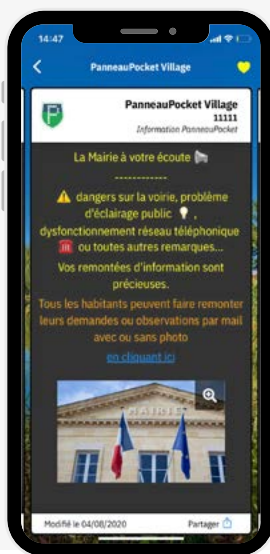 14:47
PanneauPocket Village
PanneauPocket Village
11111
Information PanneauPocket
La Mairie à votre écoute
------------
dangers sur la voirie, problème
d'éclairage public 💡 ,
dysfonctionnement réseau téléphonique
☎️ ou toutes autres remarques...
Vos remontées d'information sont
précieuses.
Tous les habitants peuvent faire remonter
leurs demandes ou observations par mail
avec ou sans photo
en cliquant ici
MAIRIE
Modifié le 04/08/2020
Partager